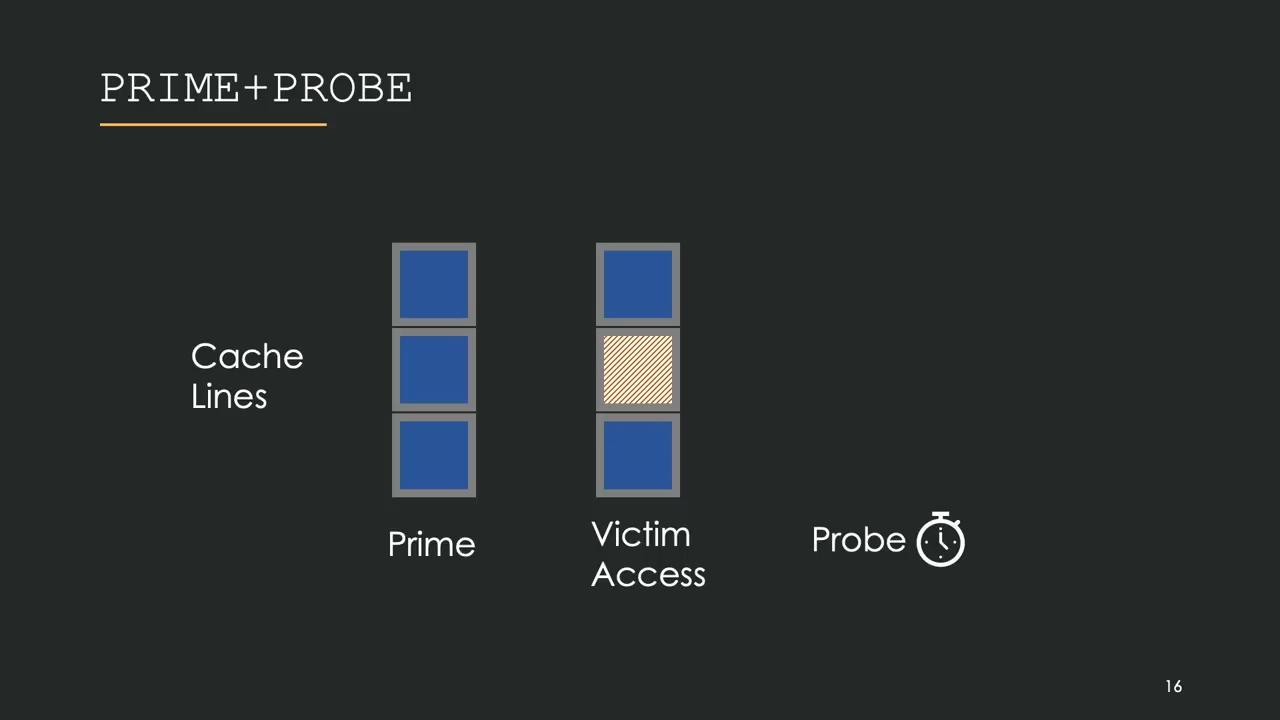 PRIME+PROBE
Cache
Lines
Prime
Victim
Access
Probe
16